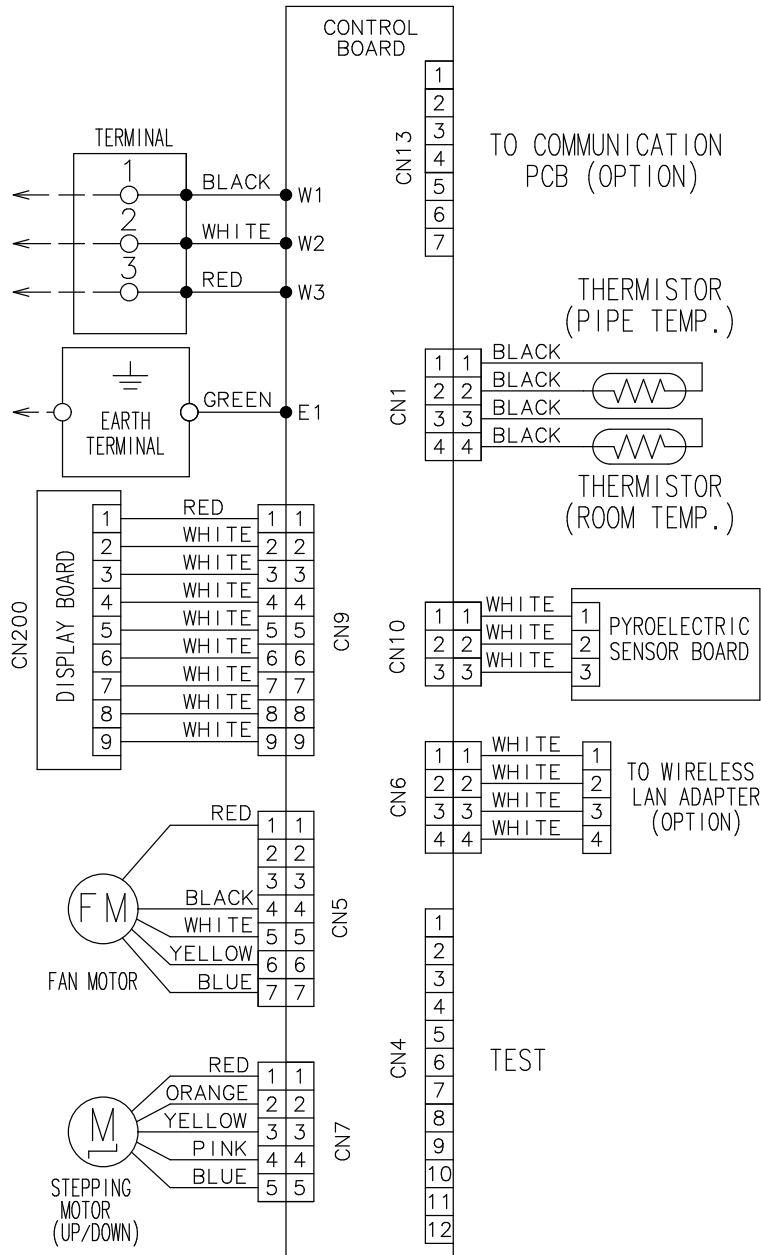 CONTROL
BOARD
CN13
1
2
3
4
5
6
7
TO COMMUNICATION
PCB (OPTION)
TERMINAL
1 BLACK W1
2 WHITE W2
3 RED W3
EARTH
TERMINAL
GREEN E1
THERMISTOR
(PIPE TEMP.)
CN1
1 1 BLACK
2 2 BLACK
3 3 BLACK
4 4 BLACK
THERMISTOR
(ROOM TEMP.)
CN200
DISPLAY BOARD
1 RED 1 1
2 WHITE 2 2
3 WHITE 3 3
4 WHITE 4 4
5 WHITE 5 5
6 WHITE 6 6
7 WHITE 7 7
8 WHITE 8 8
9 WHITE 9 9
CN9
CN10
1 1 WHITE 1
2 2 WHITE 2
3 3 WHITE 3
PYROELECTRIC
SENSOR BOARD
CN6
1 1 WHITE 1
2 2 WHITE 2
3 3 WHITE 3
4 4 WHITE 4
TO WIRELESS
LAN ADAPTER
(OPTION)
FM
FAN MOTOR
RED 1 1
2 2
3 3
BLACK 4 4
WHITE 5 5
YELLOW 6 6
BLUE 7 7
CN5
CN4
1
2
3
4
5
6
7
8
9
10
11
12
TEST
M
STEPPING
MOTOR
(UP/DOWN)
RED 1 1
ORANGE 2 2
YELLOW 3 3
PINK 4 4
BLUE 5 5
CN7